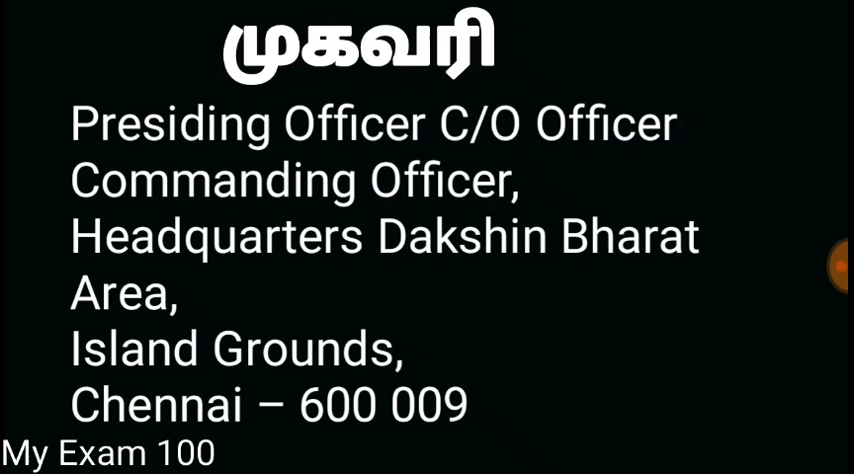 முகவரி
Presiding Officer C/O Officer
Commanding Officer,
Headquarters Dakshin Bharat
Area,
Island Grounds,
Chennai – 600 009
My Exam 100